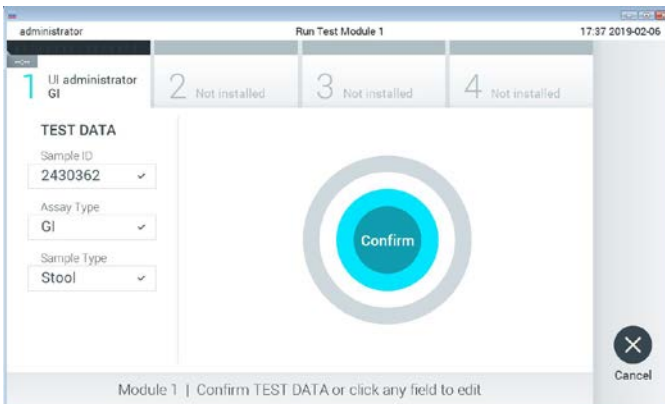 administrator
Run Test Module 1
17:37 2019-02-06
1 UI administrator
GI
2 Not installed
3 Not installed
4 Not installed
TEST DATA
Sample ID
2430362
Assay Type
GI
Sample Type
Stool
Confirm
Cancel
Module 1 | Confirm TEST DATA or click any field to edit